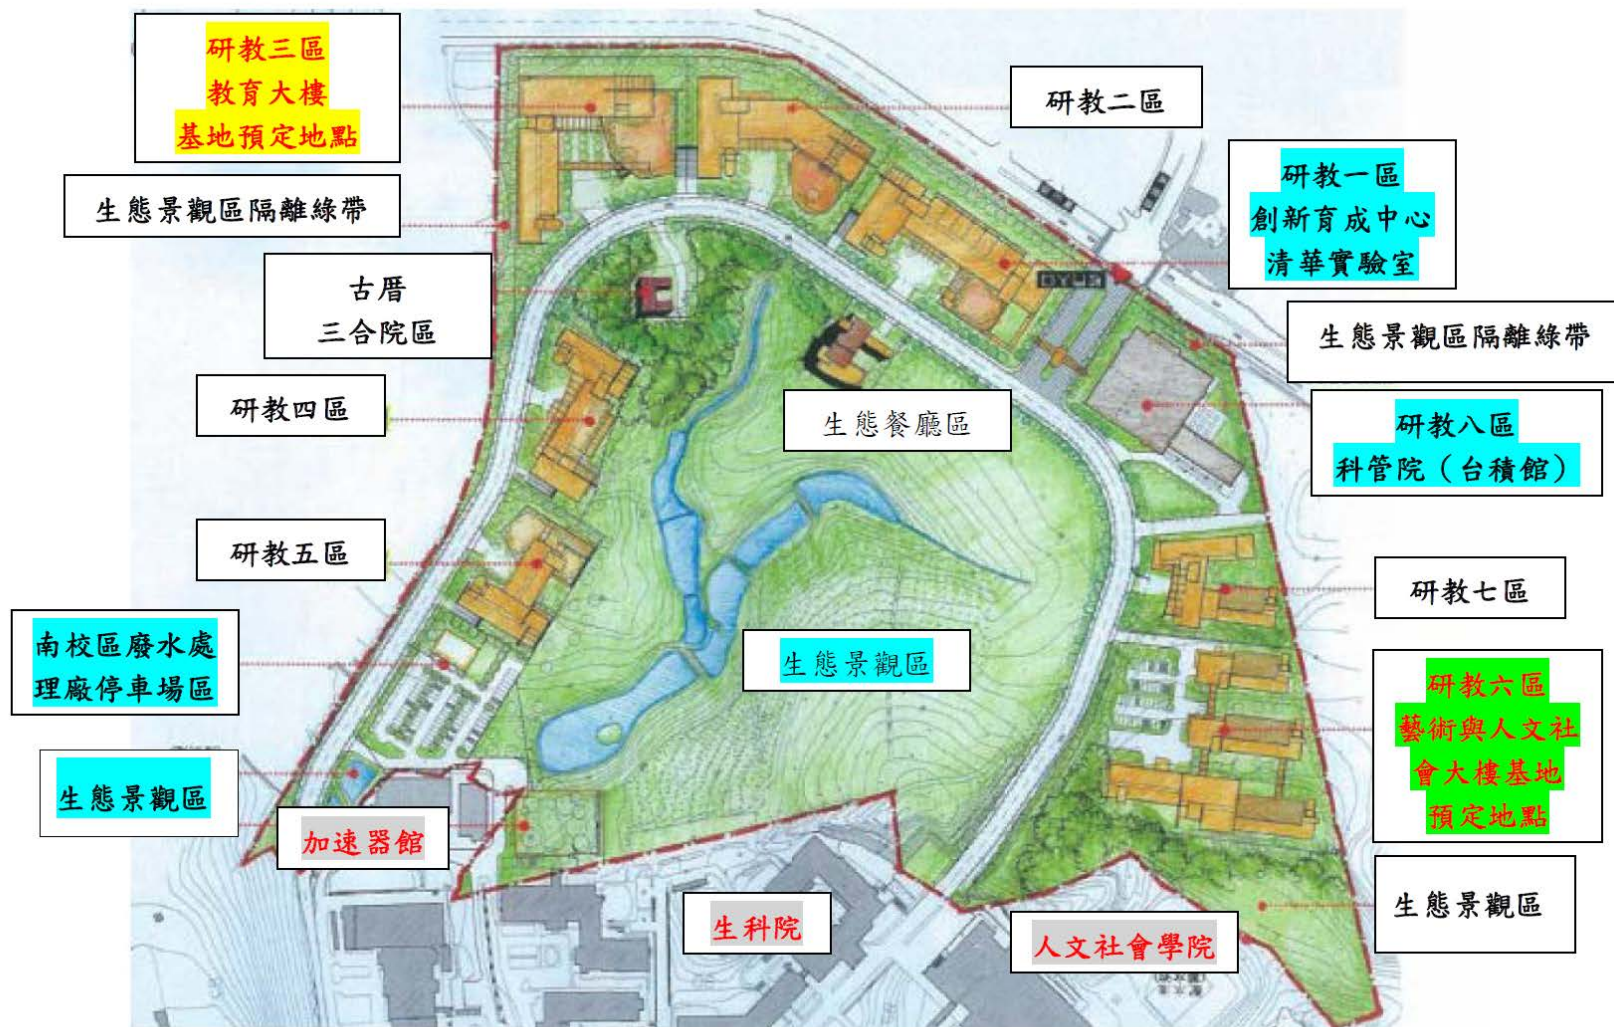 研教三區
教育大樓
基地預定地點
研教二區
研教一區
創新育成中心
清華實驗室
生態景觀區隔離綠帶
古厝
三合院區
生態景觀區隔離綠帶
研教四區
生態餐廳區
研教八區
科管院（台積館）
研教五區
研教七區
南校區廢水處
理廠停車場區
生態景觀區
研教六區
藝術與人文社
會大樓基地
預定地點
生態景觀區
加速器館
生科院
人文社會學院
生態景觀區